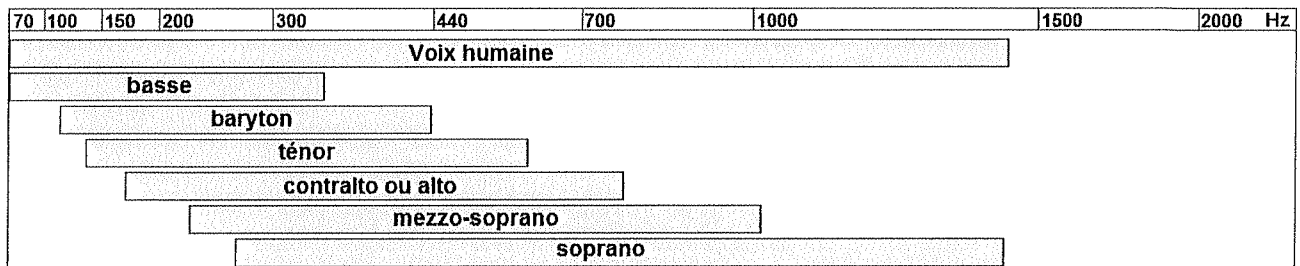 70 100 150 200 300 440 700 1000 1500 2000 Hz
Voix humaine
basse
baryton
ténor
contralto ou alto
mezzo-soprano
soprano